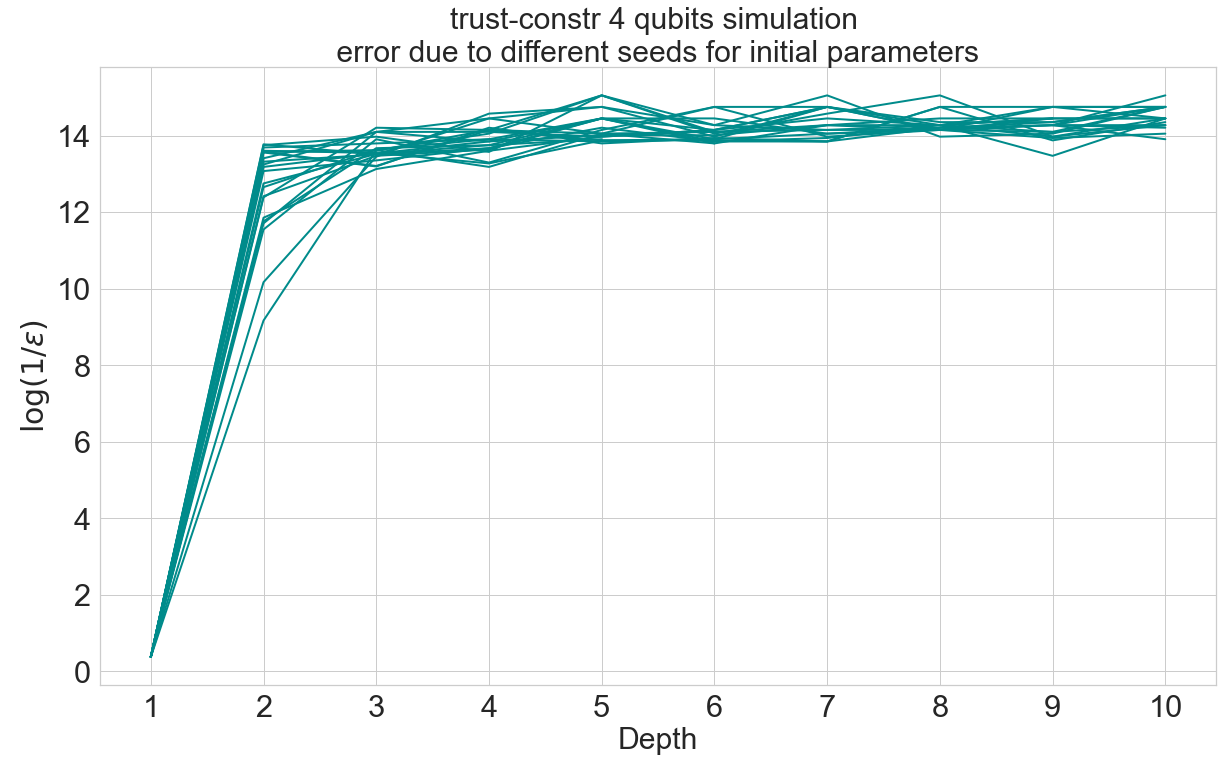 trust-constr 4 qubits simulation
error due to different seeds for initial parameters
log(1/ε)
14
12
10
8
6
4
2
0
1 2 3 4 5 6 7 8 9 10
Depth